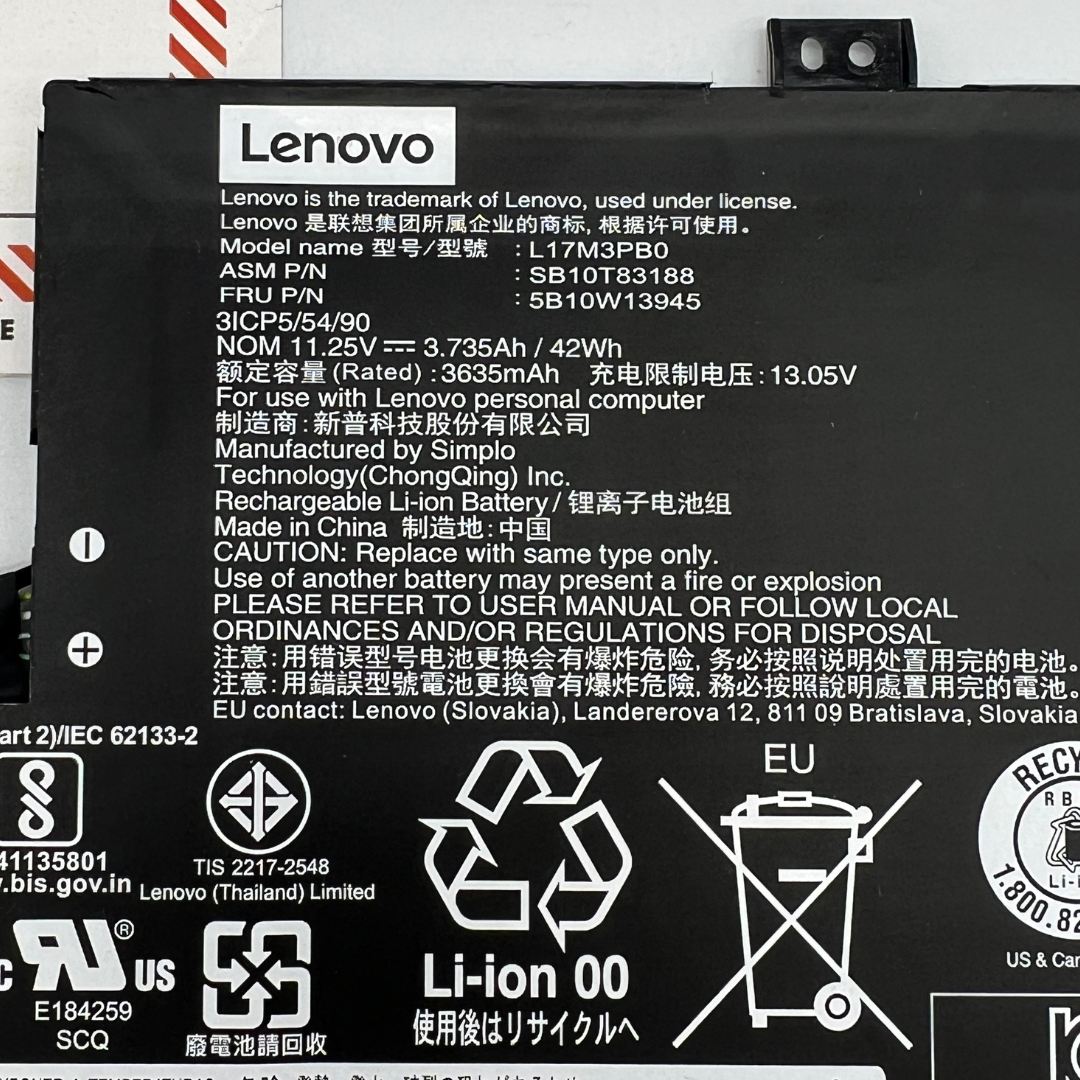 Lenovo
Lenovo is the trademark of Lenovo, used under license.
Lenovo 是联想集团所属企业的商标, 根据许可使用。
Model name 型号/型號 : L17M3PB0
ASM P/N : SB10T83188
FRU P/N : 5B10W13945
3ICP5/54/90
NOM 11.25V ⎓ 3.735Ah / 42Wh
额定容量 (Rated) : 3635mAh 充电限制电压: 13.05V
For use with Lenovo personal computer
制造商: 新普科技股份有限公司
Manufactured by Simplo
Technology(ChongQing) Inc.
Rechargeable Li-ion Battery / 锂离子电池组
Made in China 制造地: 中国
CAUTION: Replace with same type only.
Use of another battery may present a fire or explosion
PLEASE REFER TO USER MANUAL OR FOLLOW LOCAL
ORDINANCES AND/OR REGULATIONS FOR DISPOSAL
注意: 用错误型号电池更换会有爆炸危险, 务必按照说明处置用完的电池。
注意: 用錯誤型號電池更換會有爆炸危險, 務必按照說明處置用完的電池。
EU contact: Lenovo (Slovakia), Landererova 12, 811 09 Bratislava, Slovakia
art 2)/IEC 62133-2
41135801
.bis.gov.in
TIS 2217-2548
Lenovo (Thailand) Limited
C RU® US
E184259
SCQ
廢電池請回收
Li-ion 00
使用後はリサイクルへ
EU
RECY
RB
Li-i
1.800.82
US & Can